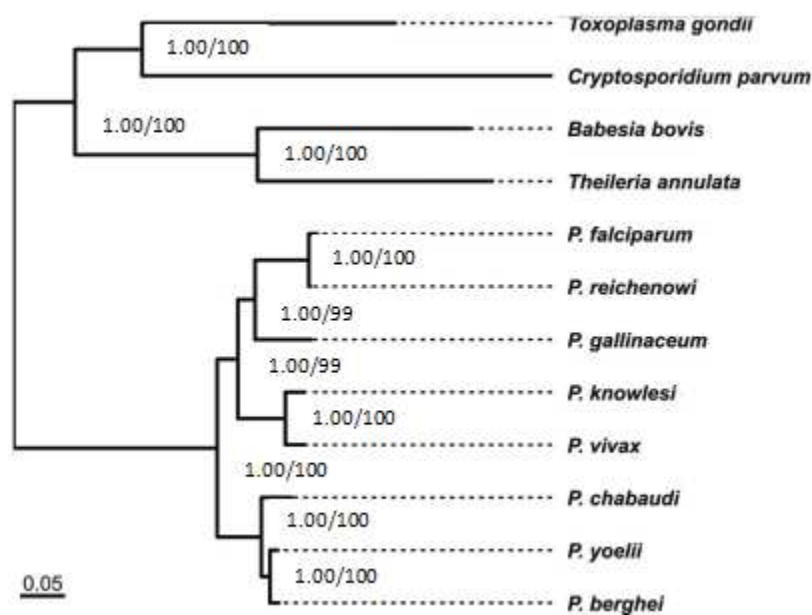 Toxoplasma gondii
1.00/100
Cryptosporidium parvum
1.00/100
Babesia bovis
1.00/100
Theileria annulata
P. falciparum
1.00/100
P. reichenowi
1.00/99
P. gallinaceum
1.00/99
P. knowlesi
1.00/100
P. vivax
1.00/100
P. chabaudi
1.00/100
P. yoelii
1.00/100
0.05
P. berghei